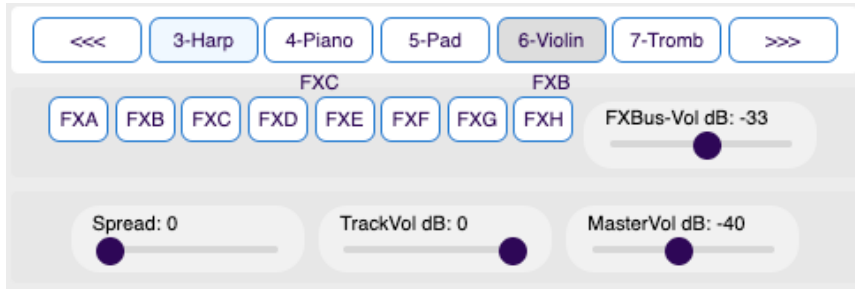 <<< 3-Harp 4-Piano 5-Pad 6-Violin 7-Tromb >>>
FXC FXB
FXA FXB FXC FXD FXE FXF FXG FXH FXBus-Vol dB: -33
Spread: 0 TrackVol dB: 0 MasterVol dB: -40